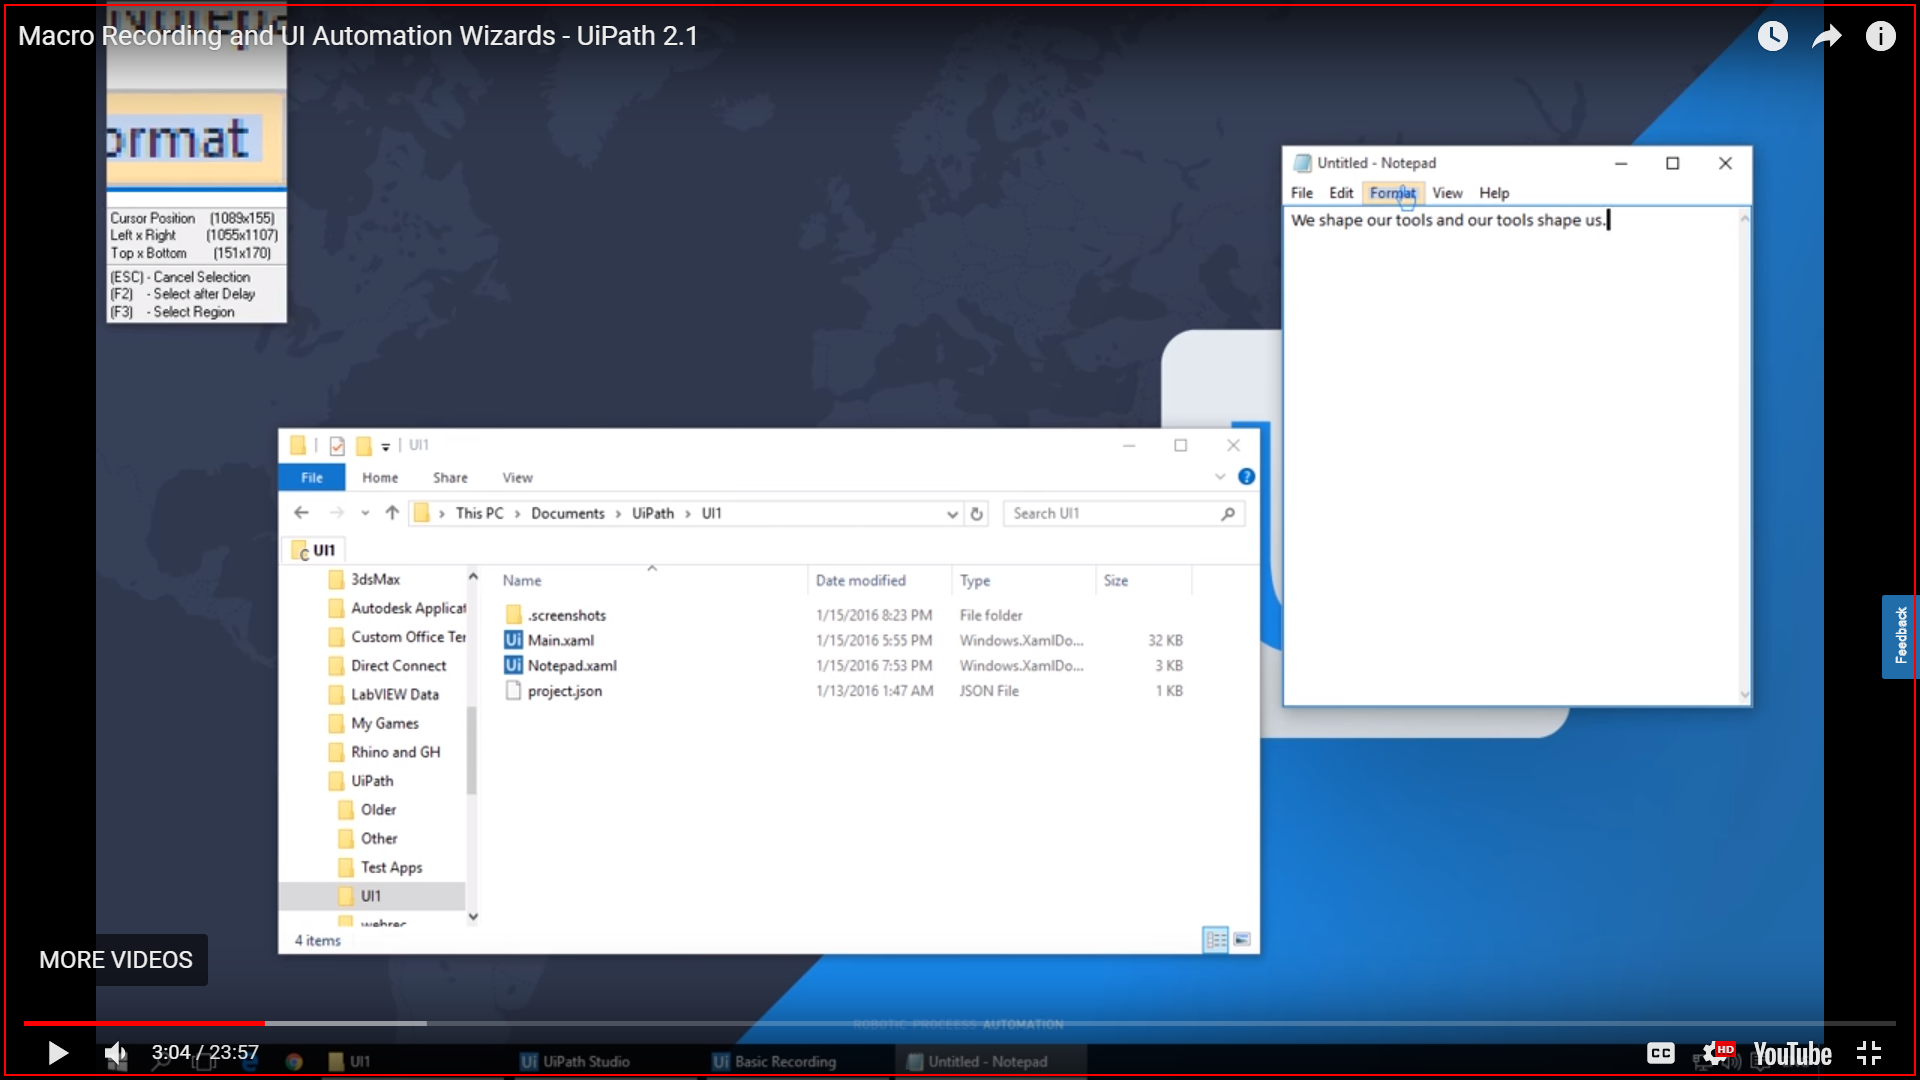 Macro Recording and UI Automation Wizards - UiPath 2.1
ormat
Cursor Position (1089x155)
Left x Right (1055x1107)
Top x Bottom (151x170)
(ESC) - Cancel Selection
(F2) - Select after Delay
(F3) - Select Region
Untitled - Notepad
File Edit Format View Help
We shape our tools and our tools shape us.
UI1
File Home Share View
This PC > Documents > UiPath > UI1
Search UI1
UI1
3dsMax
Autodesk Applicat
Custom Office Ter
Direct Connect
LabVIEW Data
My Games
Rhino and GH
UiPath
Older
Other
Test Apps
UI1
webrec
Name Date modified Type Size
.screenshots 1/15/2016 8:23 PM File folder
Main.xaml 1/15/2016 5:55 PM Windows.XamlDo... 32 KB
Notepad.xaml 1/15/2016 7:53 PM Windows.XamlDo... 3 KB
project.json 1/13/2016 1:47 AM JSON File 1 KB
4 items
Feedback
MORE VIDEOS
ROBOTIC PROCEESS AUTOMATION
3:04 / 23:57
CC HD YouTube
UI1
Ui UiPath Studio
Ui Basic Recording
Untitled - Notepad